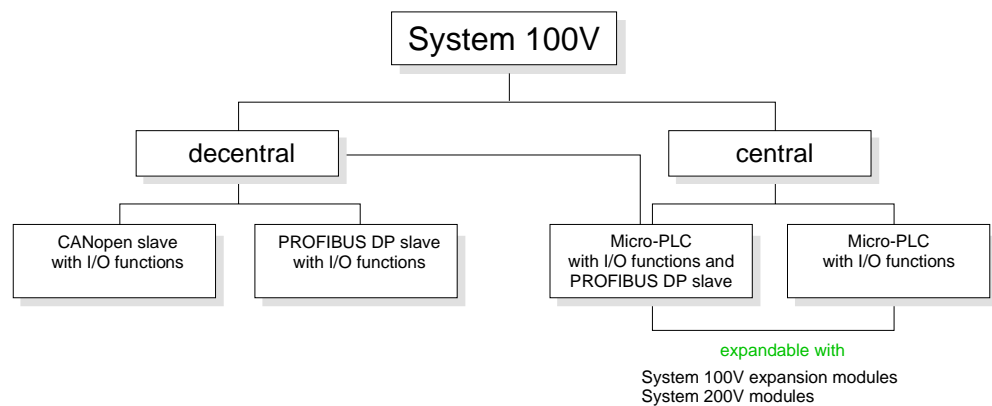 System 100V
decentral
central
CANopen slave
with I/O functions
PROFIBUS DP slave
with I/O functions
Micro-PLC
with I/O functions and
PROFIBUS DP slave
Micro-PLC
with I/O functions
expandable with
System 100V expansion modules
System 200V modules